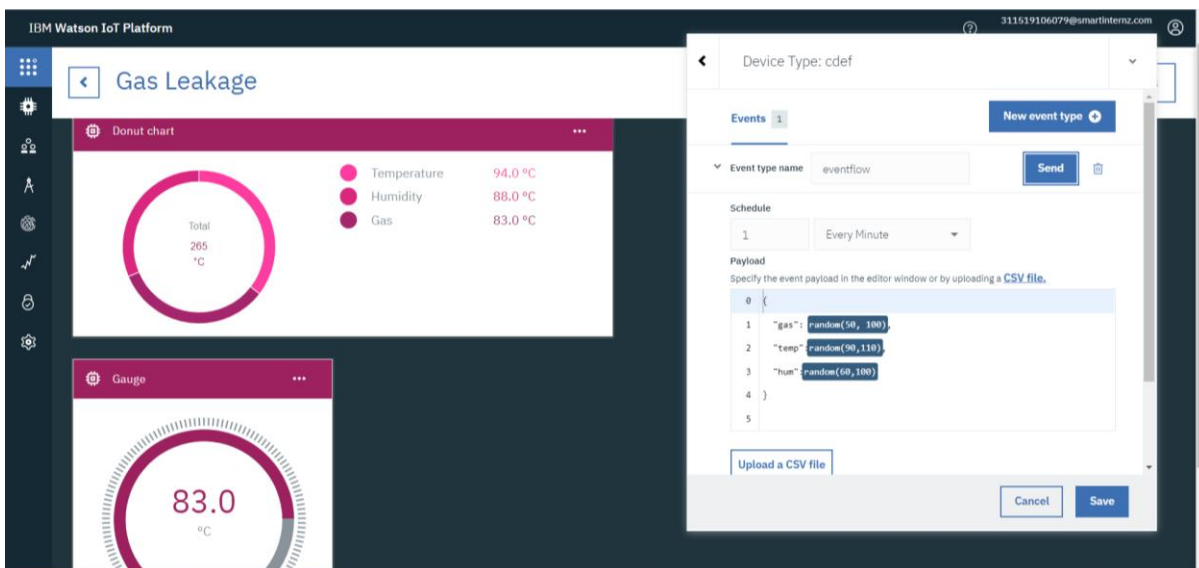 IBM Watson IoT Platform
311519106079@smartinternz.com
Gas Leakage
Donut chart
Total
265
°C
Temperature 94.0 °C
Humidity 88.0 °C
Gas 83.0 °C
Gauge
83.0
°C
Device Type: cdef
Events 1
New event type
Event type name eventflow Send
Schedule
1 Every Minute
Payload
Specify the event payload in the editor window or by uploading a CSV file.
0 {
1 "gas": random(50, 100),
2 "temp":random(90,110),
3 "hum":random(60,100)
4 }
5
Upload a CSV file
Cancel Save